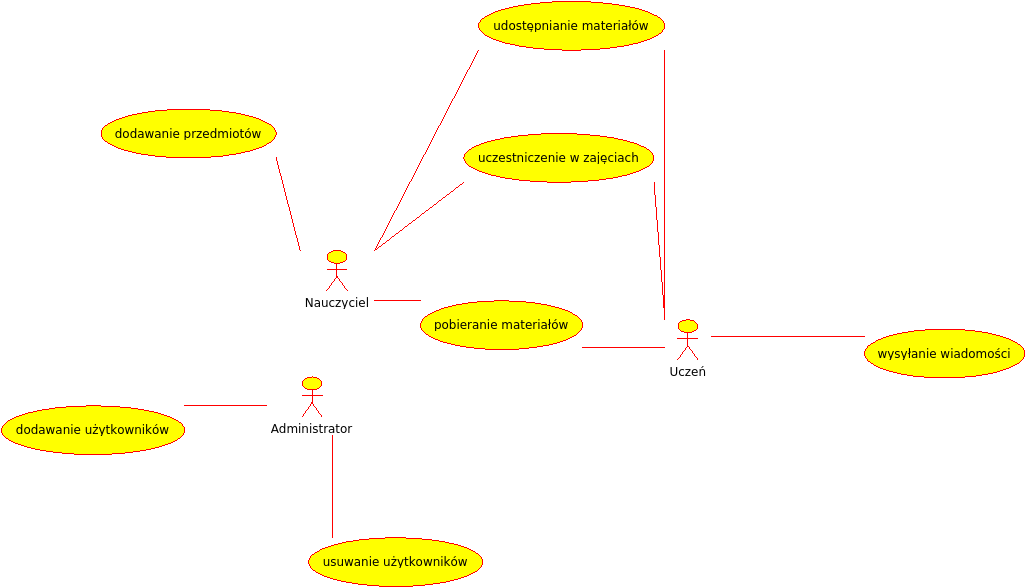 udostępnianie materiałów
dodawanie przedmiotów
uczestniczenie w zajęciach
Nauczyciel
pobieranie materiałów
wysyłanie wiadomości
Uczeń
dodawanie użytkowników
Administrator
usuwanie użytkowników